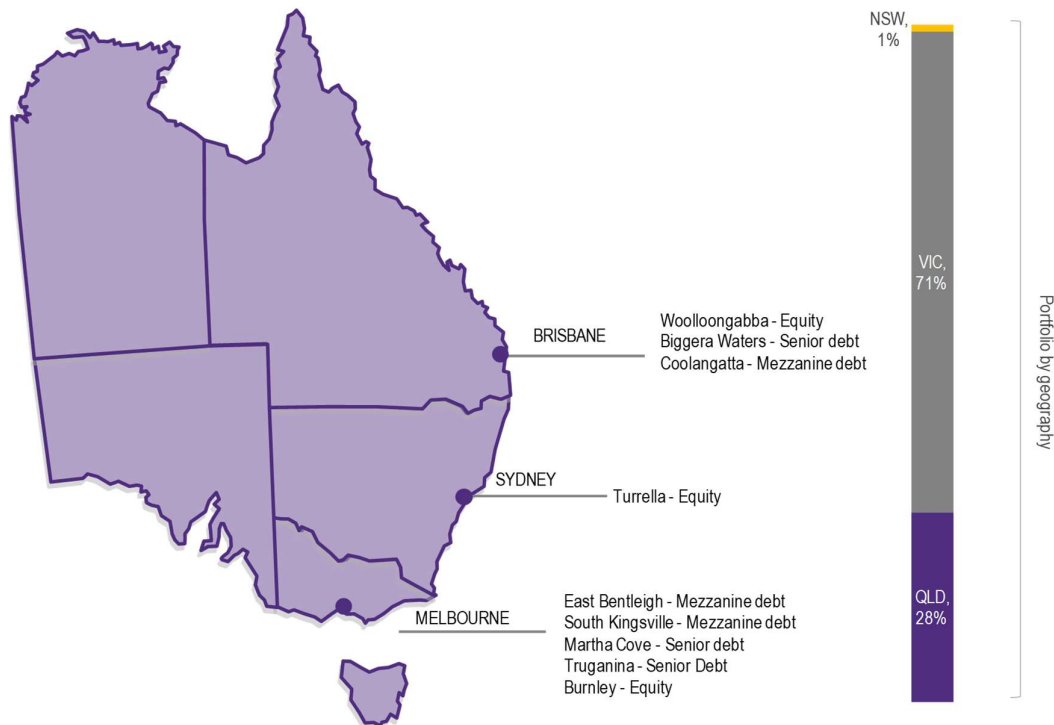 NSW,
1%
VIC,
71%
BRISBANE
Woolloongabba - Equity
Biggera Waters - Senior debt
Coolangatta - Mezzanine debt
Portfolio by geography
SYDNEY
Turrella - Equity
QLD,
28%
MELBOURNE
East Bentleigh - Mezzanine debt
South Kingsville - Mezzanine debt
Martha Cove - Senior debt
Truganina - Senior Debt
Burnley - Equity